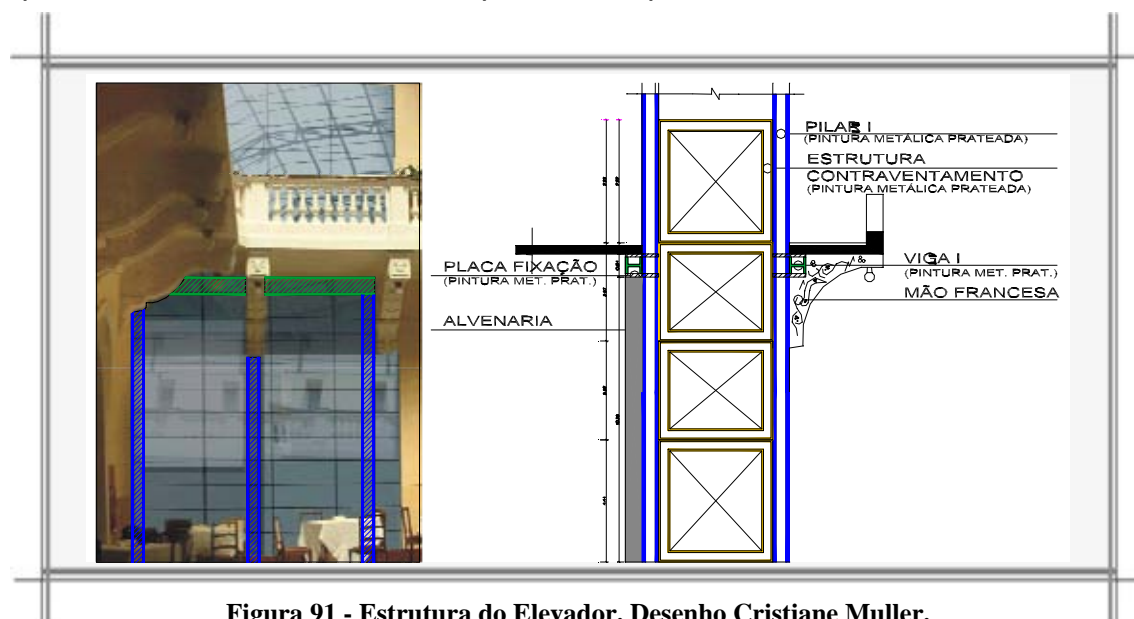 PILAR I
(PINTURA METÁLICA PRATEADA)
ESTRUTURA
CONTRAVENTAMENTO
(PINTURA METÁLICA PRATEADA)
PLACA FIXAÇÃO
(PINTURA MET. PRAT.)
VIGA I
(PINTURA MET. PRAT.)
MÃO FRANCESA
ALVENARIA
Figura 91 - Estrutura do Elevador. Desenho Cristiane Muller.